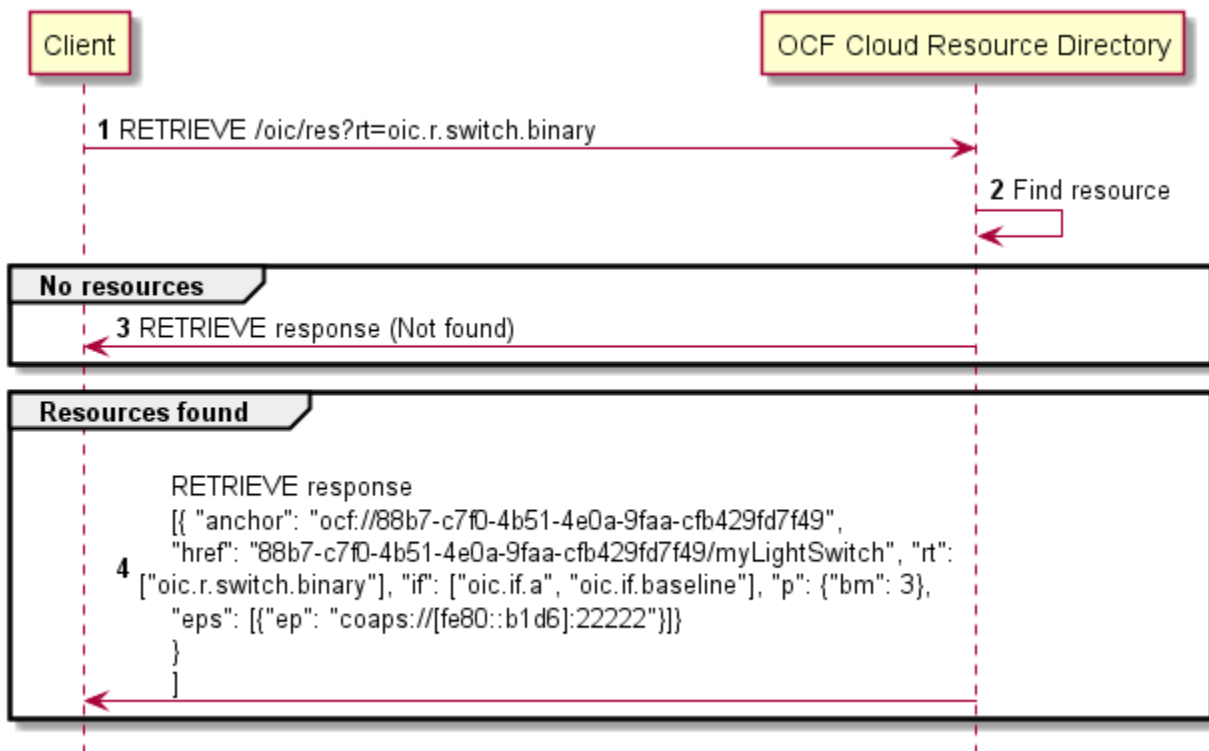 Client
OCF Cloud Resource Directory
1 RETRIEVE /oic/res?rt=oic.r.switch.binary
2 Find resource
No resources
3 RETRIEVE response (Not found)
Resources found
RETRIEVE response
[{ "anchor": "ocf://88b7-c7f0-4b51-4e0a-9faa-cfb429fd7f49",
"href": "88b7-c7f0-4b51-4e0a-9faa-cfb429fd7f49/myLightSwitch", "rt":
4 ["oic.r.switch.binary"], "if": ["oic.if.a", "oic.if.baseline"], "p": {"bm": 3},
"eps": [{"ep": "coaps://[fe80::b1d6]:22222"}]}
}
]